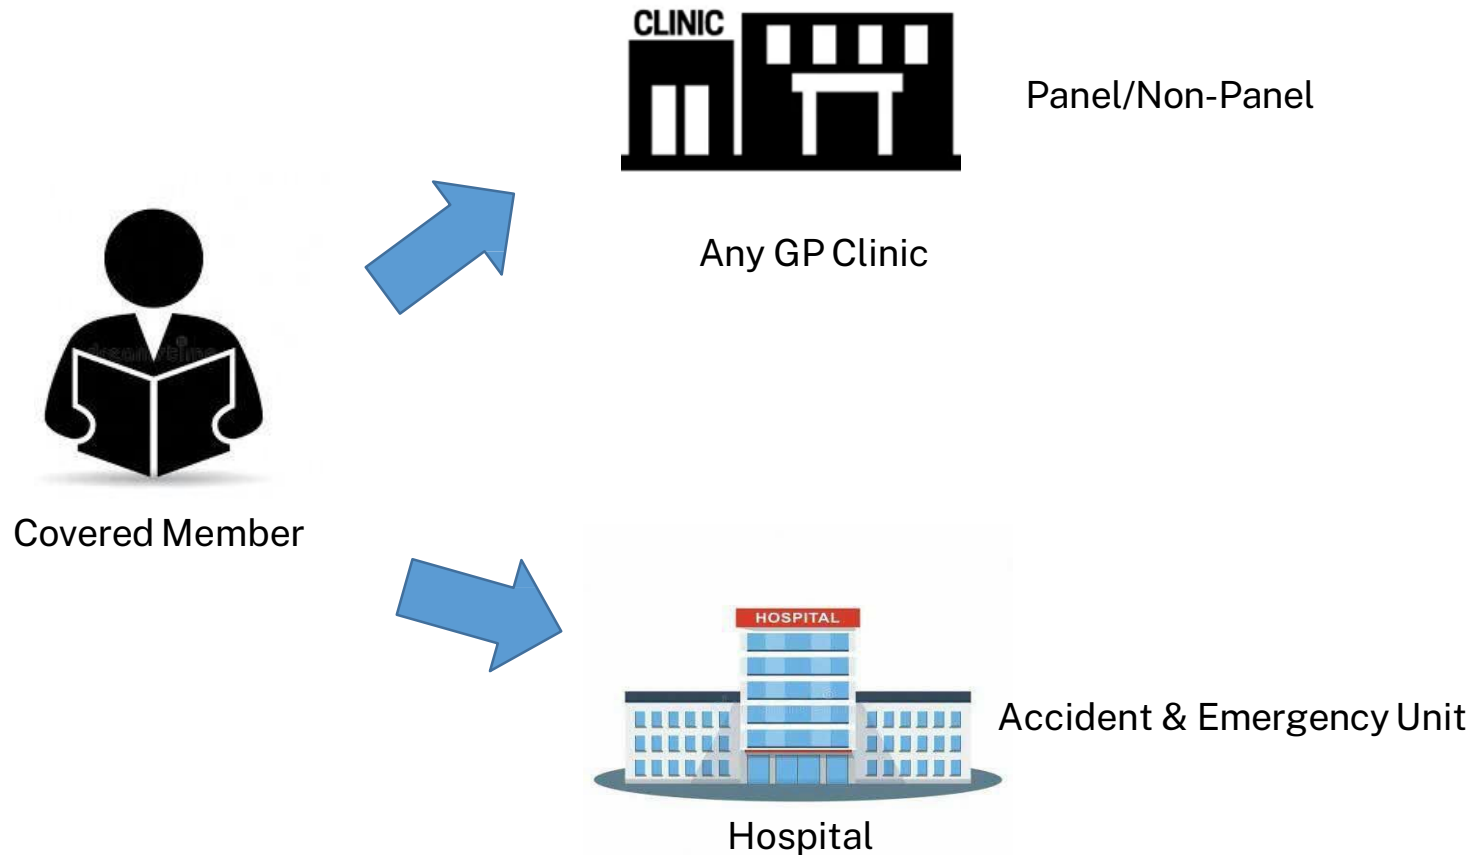 CLINIC
Panel/Non-Panel
Any GP Clinic
Covered Member
HOSPITAL
Accident & Emergency Unit
Hospital